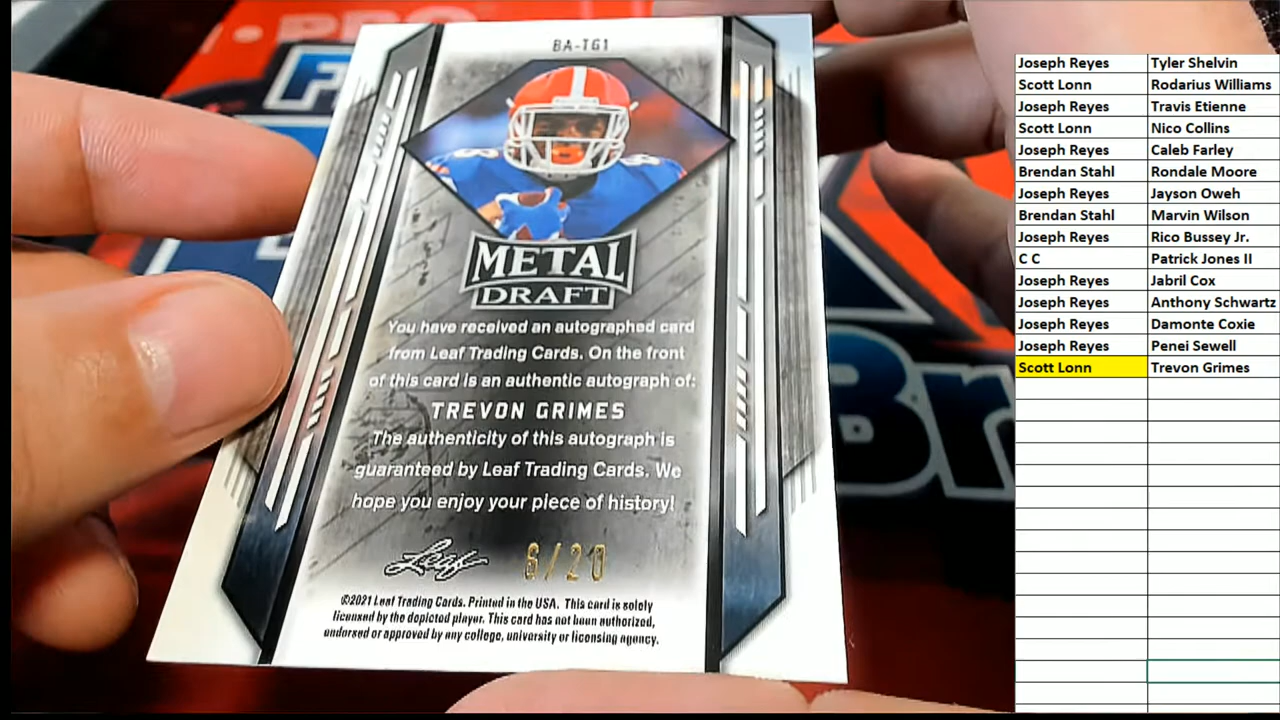 BA-TG1
METAL
DRAFT
You have received an autographed card
from Leaf Trading Cards. On the front
of this card is an authentic autograph of:
TREVON GRIMES
The authenticity of this autograph is
guaranteed by Leaf Trading Cards. We
hope you enjoy your piece of history!
Leaf
6/20
©2021 Leaf Trading Cards. Printed in the USA. This card is solely
licensed by the depicted player. This card has not been authorized,
endorsed or approved by any college, university or licensing agency.
Joseph Reyes Tyler Shelvin
Scott Lonn Rodarius Williams
Joseph Reyes Travis Etienne
Scott Lonn Nico Collins
Joseph Reyes Caleb Farley
Brendan Stahl Rondale Moore
Joseph Reyes Jayson Oweh
Brendan Stahl Marvin Wilson
Joseph Reyes Rico Bussey Jr.
C C Patrick Jones II
Joseph Reyes Jabril Cox
Joseph Reyes Anthony Schwartz
Joseph Reyes Damonte Coxie
Joseph Reyes Penei Sewell
Scott Lonn Trevon Grimes